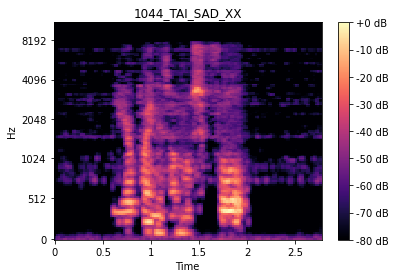 1044_TAI_SAD_XX
8192
4096
2048
1024
512
0
Hz
0 0.5 1 1.5 2 2.5
Time
+0 dB
-10 dB
-20 dB
-30 dB
-40 dB
-50 dB
-60 dB
-70 dB
-80 dB